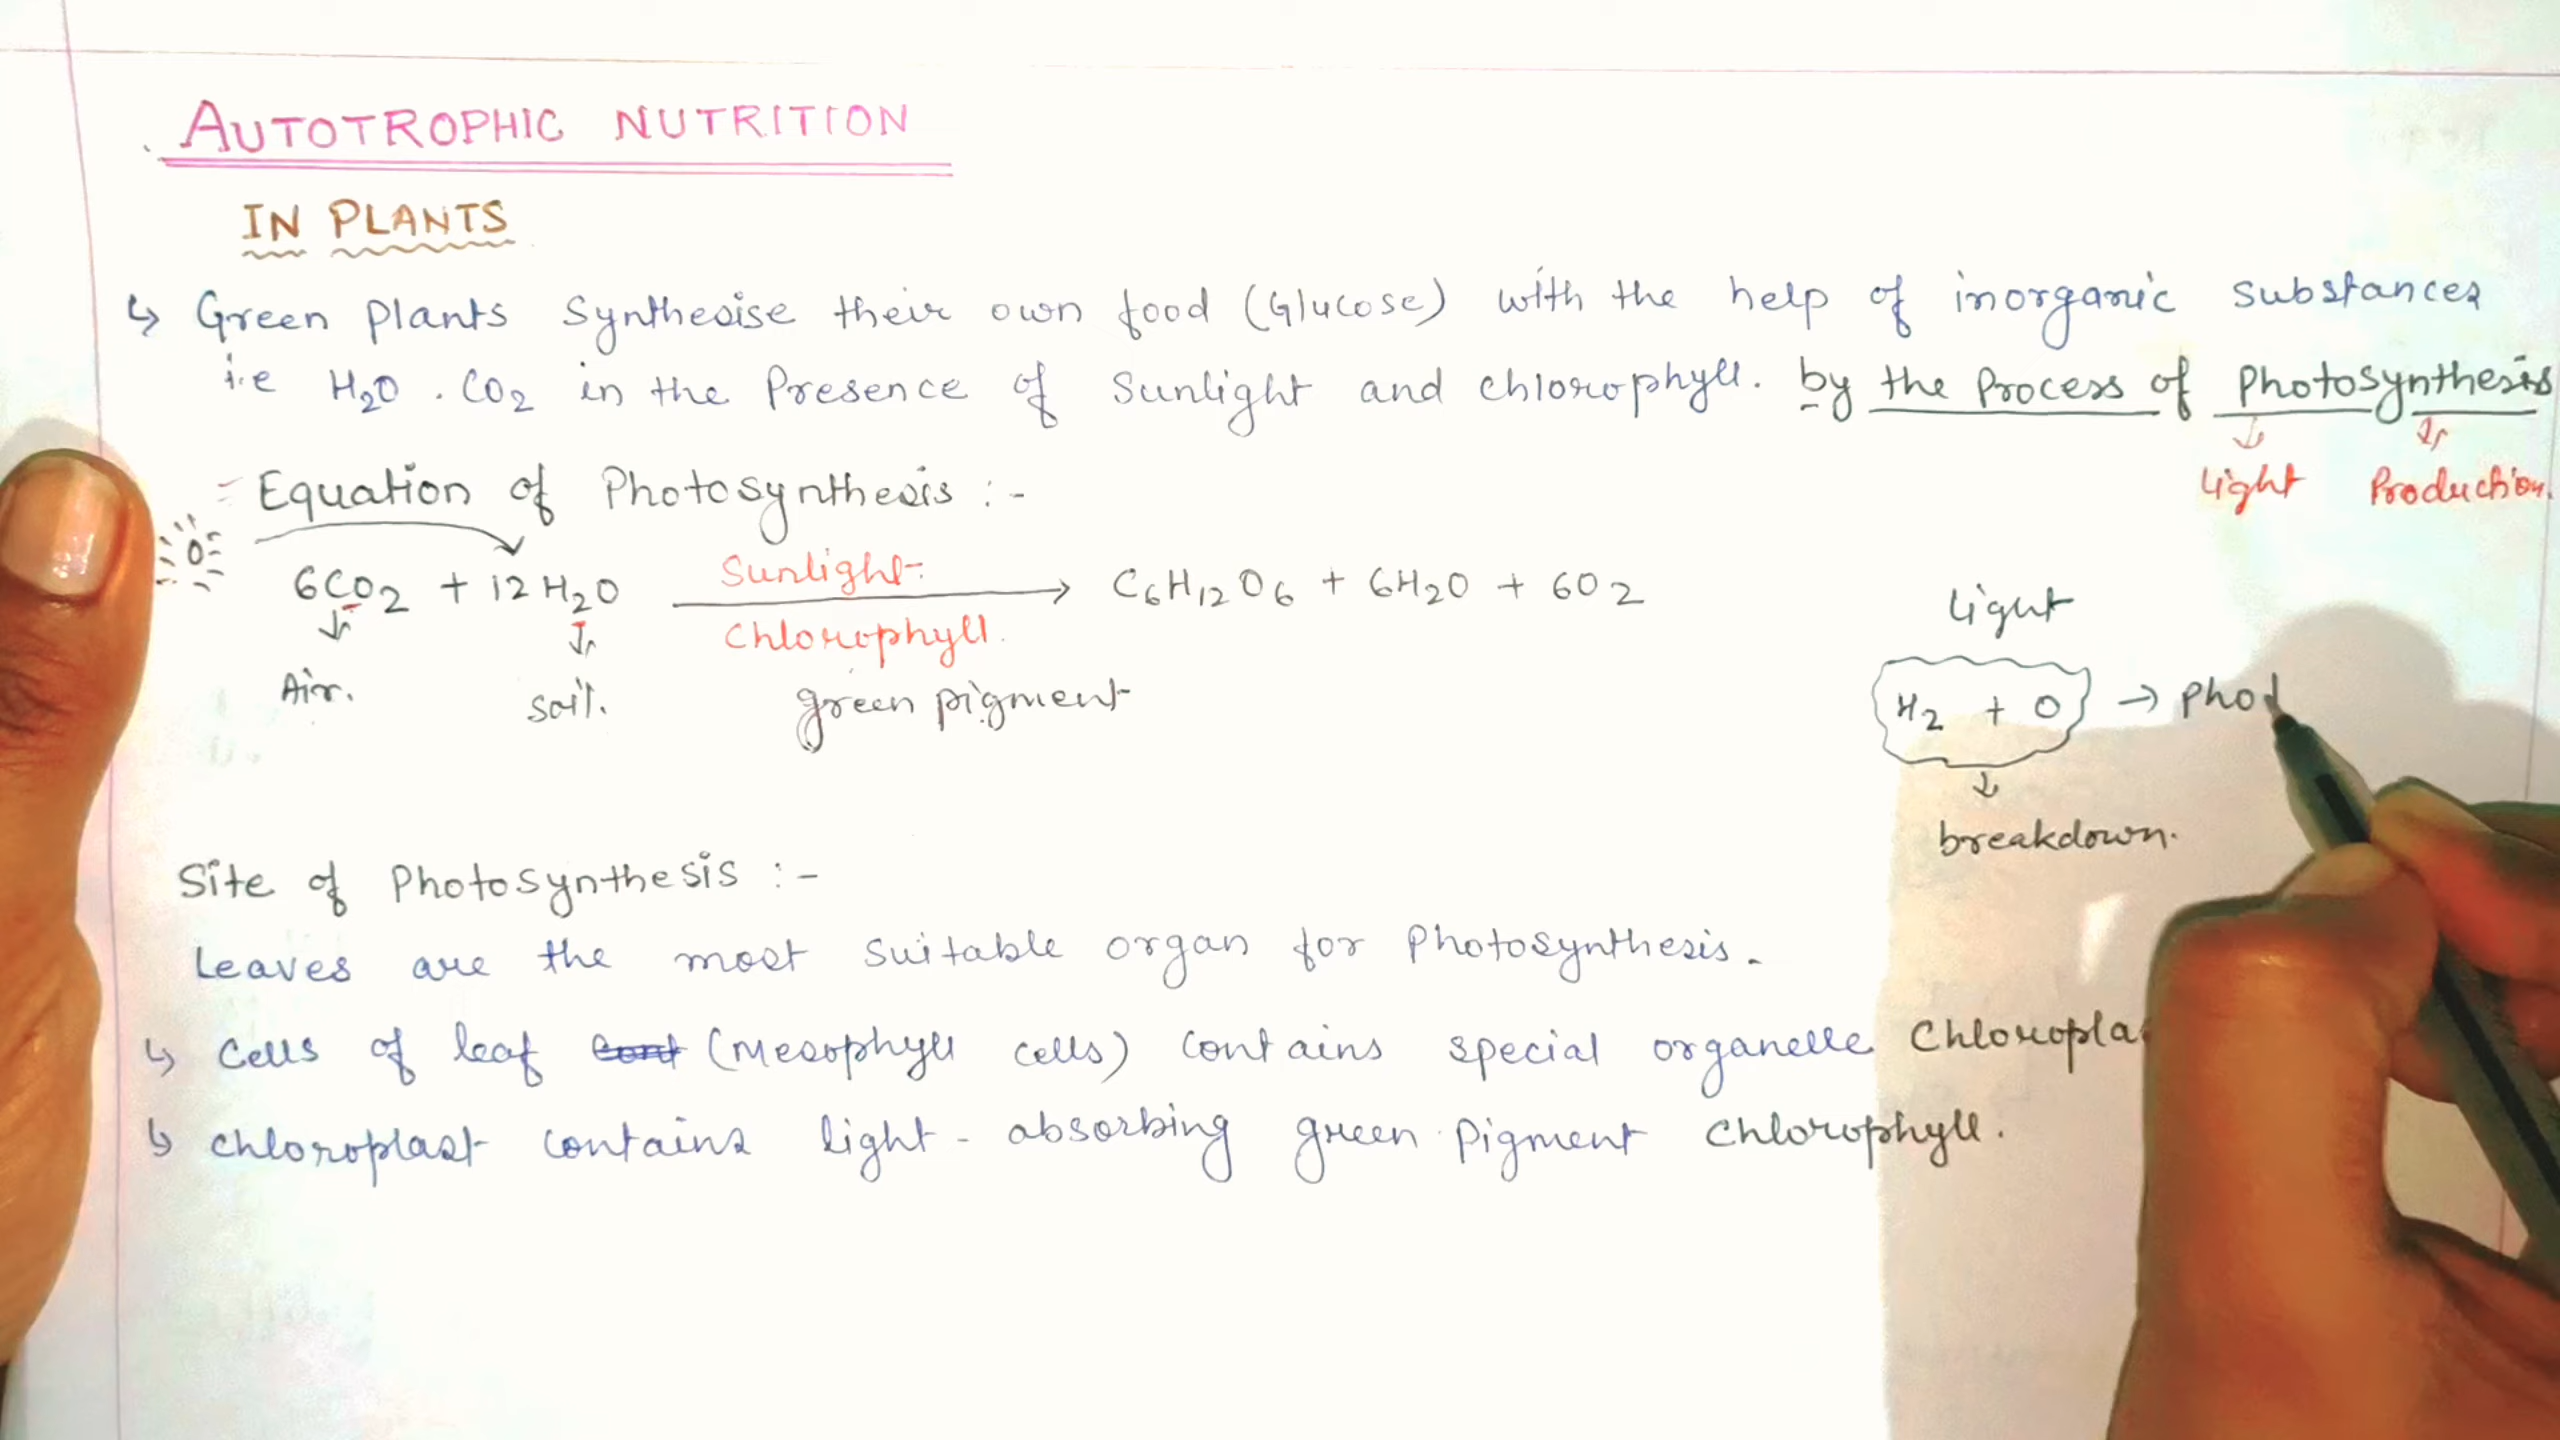 AUTOTROPHIC NUTRITION
IN PLANTS
↳ Green plants synthesise their own food (Glucose) with the help of inorganic substances
i.e H2O . CO2 in the Presence of Sunlight and chlorophyll. by the Process of Photosynthesis
Light Production.
Equation of Photosynthesis :-
6CO2 + 12H2O Sunlight → C6H12O6 + 6H2O + 6O2
Chlorophyll.
Air. Soil. green pigment
Light
H2 + O → Phot
breakdown.
Site of Photosynthesis :-
Leaves are the most suitable organ for Photosynthesis.
↳ Cells of leaf (Mesophyll cells) contains special organelle
↳ chloroplast contains light-absorbing green pigment chlorophyll.